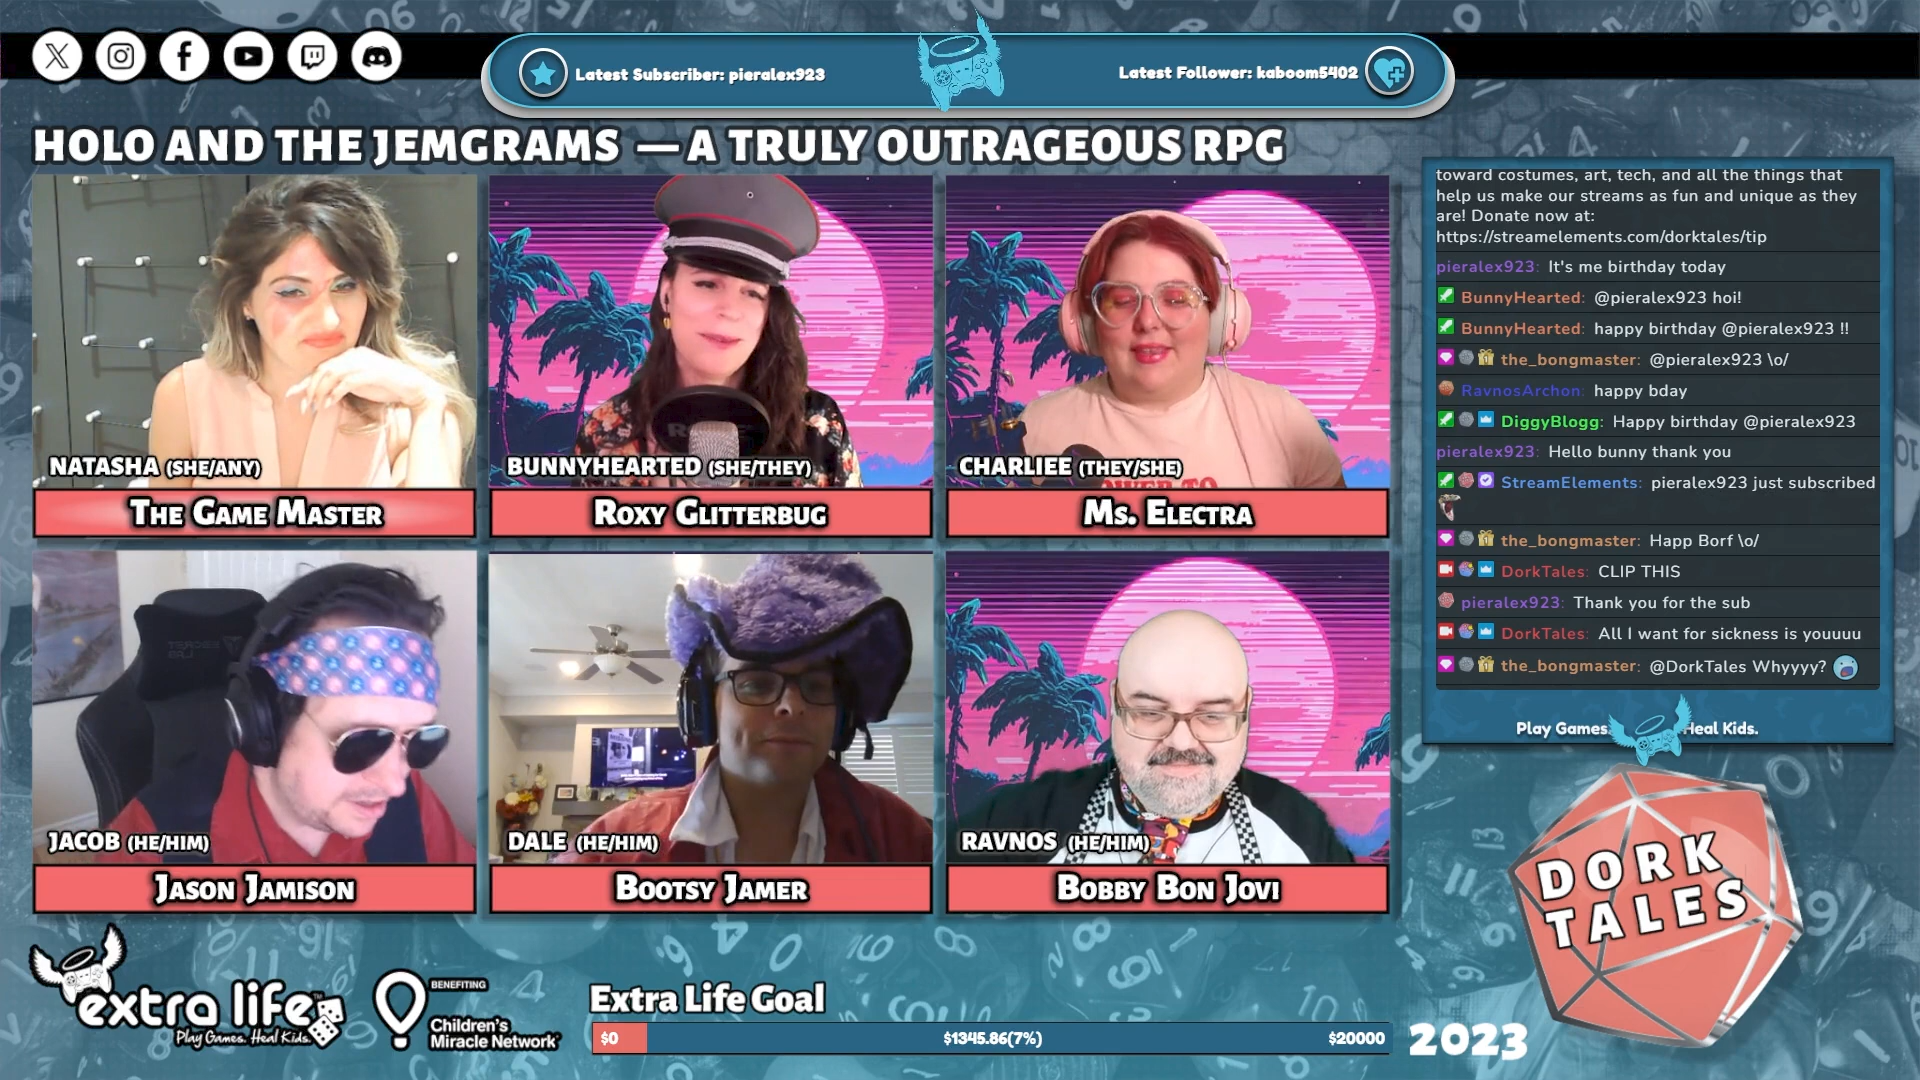 Latest Subscriber: pieralex923
Latest Follower: kaboom5402
HOLO AND THE JEMGRAMS — A TRULY OUTRAGEOUS RPG
NATASHA (SHE/ANY)
THE GAME MASTER
BUNNYHEARTED (SHE/THEY)
ROXY GLITTERBUG
CHARLIEE (THEY/SHE)
MS. ELECTRA
JACOB (HE/HIM)
JASON JAMISON
DALE (HE/HIM)
BOOTSY JAMER
RAVNOS (HE/HIM)
BOBBY BON JOVI
toward costumes, art, tech, and all the things that
help us make our streams as fun and unique as they
are! Donate now at:
https://streamelements.com/dorktales/tip
pieralex923: It's me birthday today
BunnyHearted: @pieralex923 hoi!
BunnyHearted: happy birthday @pieralex923 !!
the_bongmaster: @pieralex923 \o/
RavnosArchon: happy bday
DiggyBlogg: Happy birthday @pieralex923
pieralex923: Hello bunny thank you
StreamElements: pieralex923 just subscribed
the_bongmaster: Happ Borf \o/
DorkTales: CLIP THIS
pieralex923: Thank you for the sub
DorkTales: All I want for sickness is youuuu
the_bongmaster: @DorkTales Whyyyy?
Play Games. Heal Kids.
DORK
TALES
extra life
Play Games. Heal Kids.
BENEFITING
Children's
Miracle Network
Extra Life Goal
$0 $1345.86(7%) $20000
2023